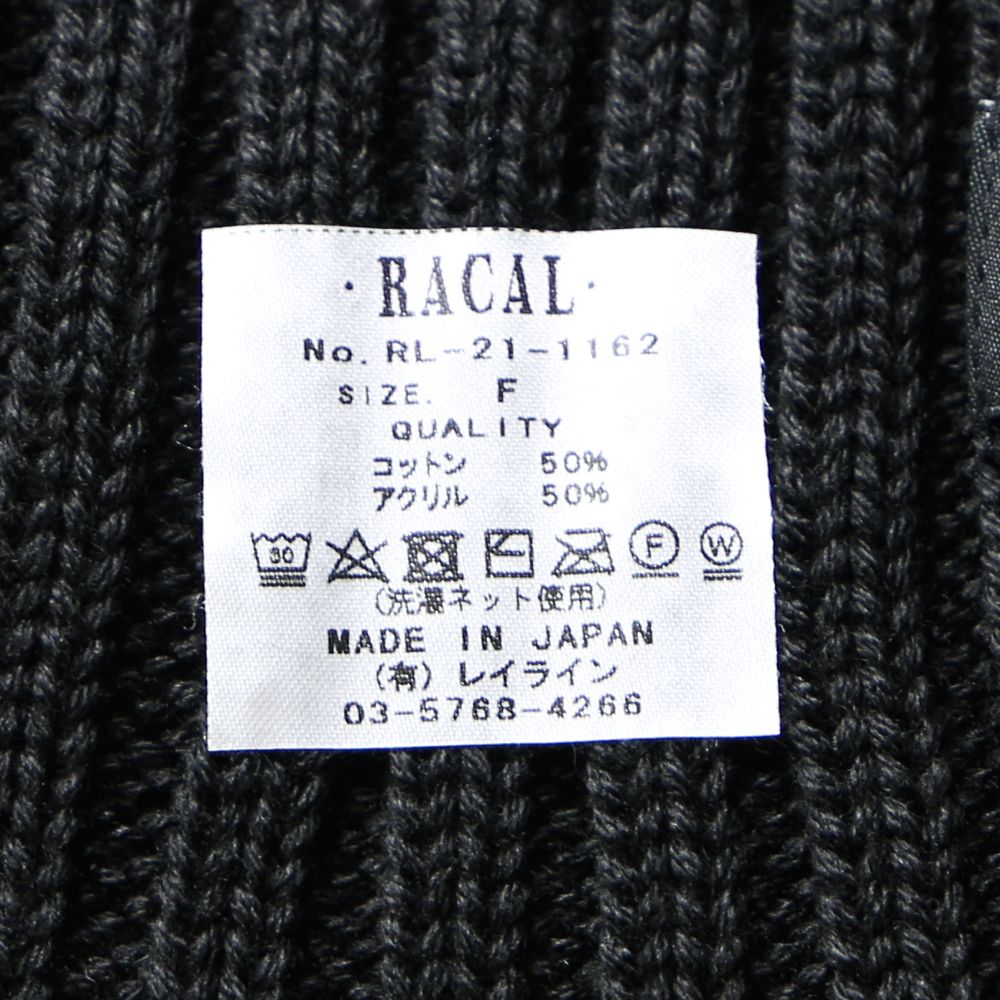 ・RACAL・
No. RL-21-1162
SIZE. F
QUALITY
コットン 50%
アクリル 50%
30 F W
(洗濯ネット使用)
MADE IN JAPAN
(有)レイライン
03-5768-4266